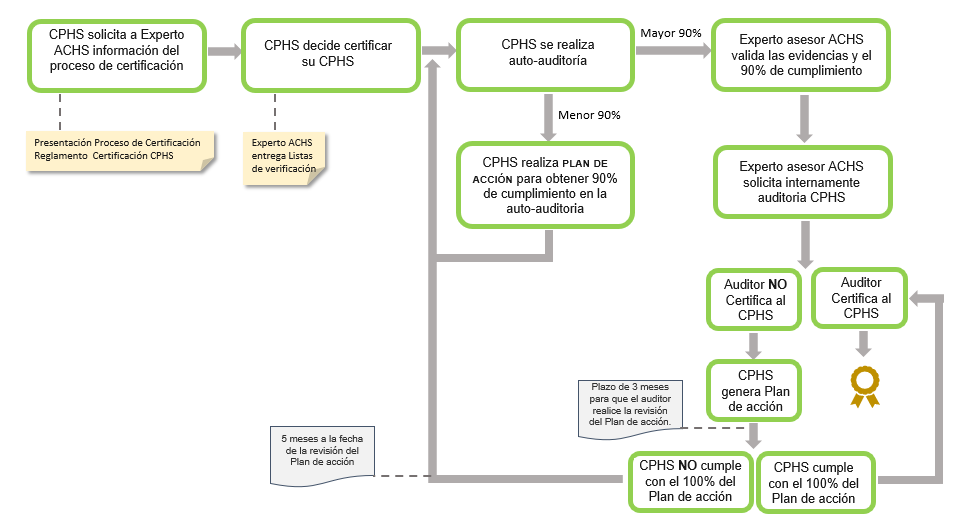 CPHS solicita a Experto
ACHS información del
proceso de certificación
CPHS decide certificar
su CPHS
CPHS se realiza
auto-auditoría
Mayor 90%
Experto asesor ACHS
valida las evidencias y el
90% de cumplimiento
Presentación Proceso de Certificación
Reglamento Certificación CPHS
Experto ACHS
entrega Listas
de verificación
Menor 90%
CPHS realiza PLAN DE
ACCIÓN para obtener 90%
de cumplimiento en la
auto-auditoria
Experto asesor ACHS
solicita internamente
auditoria CPHS
Auditor NO
Certifica al
CPHS
Auditor
Certifica al
CPHS
CPHS
genera Plan
de acción
Plazo de 3 meses
para que el auditor
realice la revisión
del Plan de acción.
5 meses a la fecha
de la revisión del
Plan de acción
CPHS NO cumple
con el 100% del
Plan de acción
CPHS cumple
con el 100% del
Plan de acción